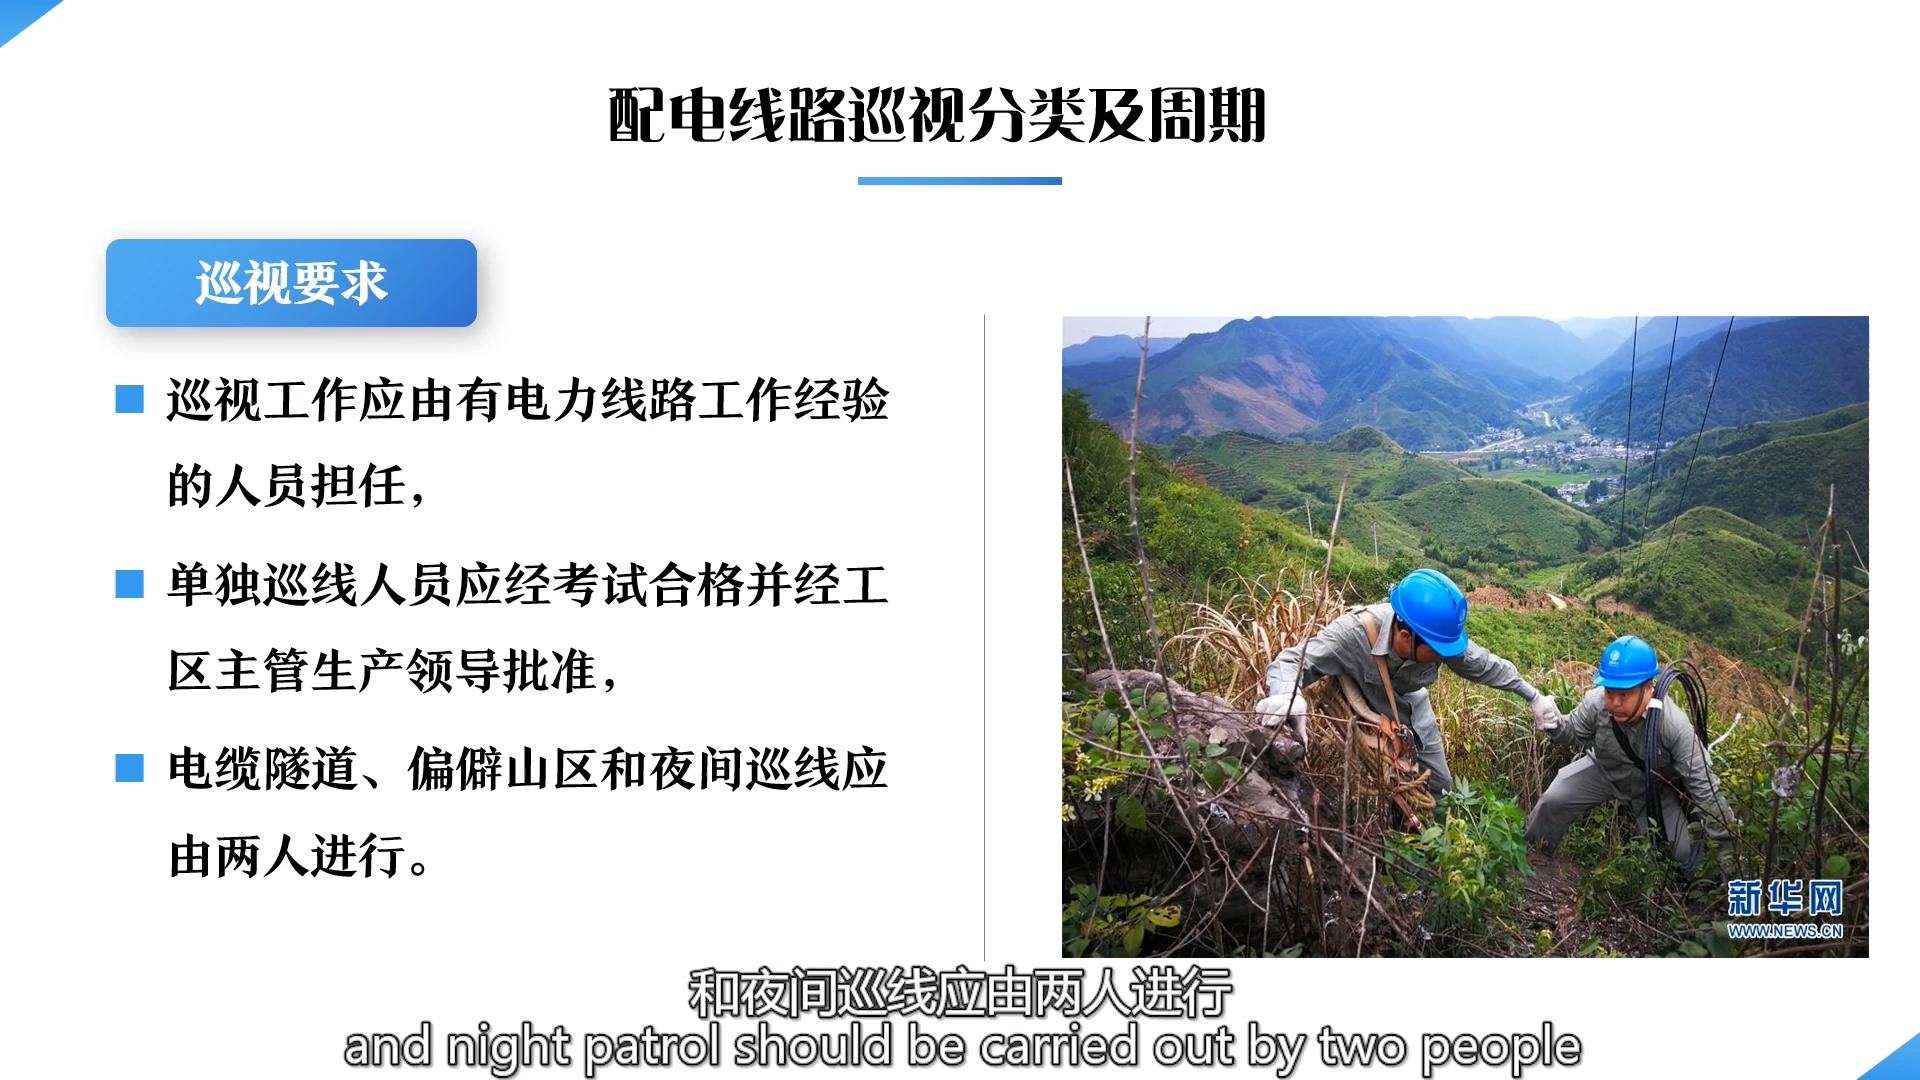 配电线路巡视分类及周期
巡视要求
巡视工作应由有电力线路工作经验
的人员担任，
单独巡线人员应经考试合格并经工
区主管生产领导批准，
电缆隧道、偏僻山区和夜间巡线应
由两人进行。
新华网
WWW.NEWS.CN
和夜间巡线应由两人进行
and night patrol should be carried out by two people